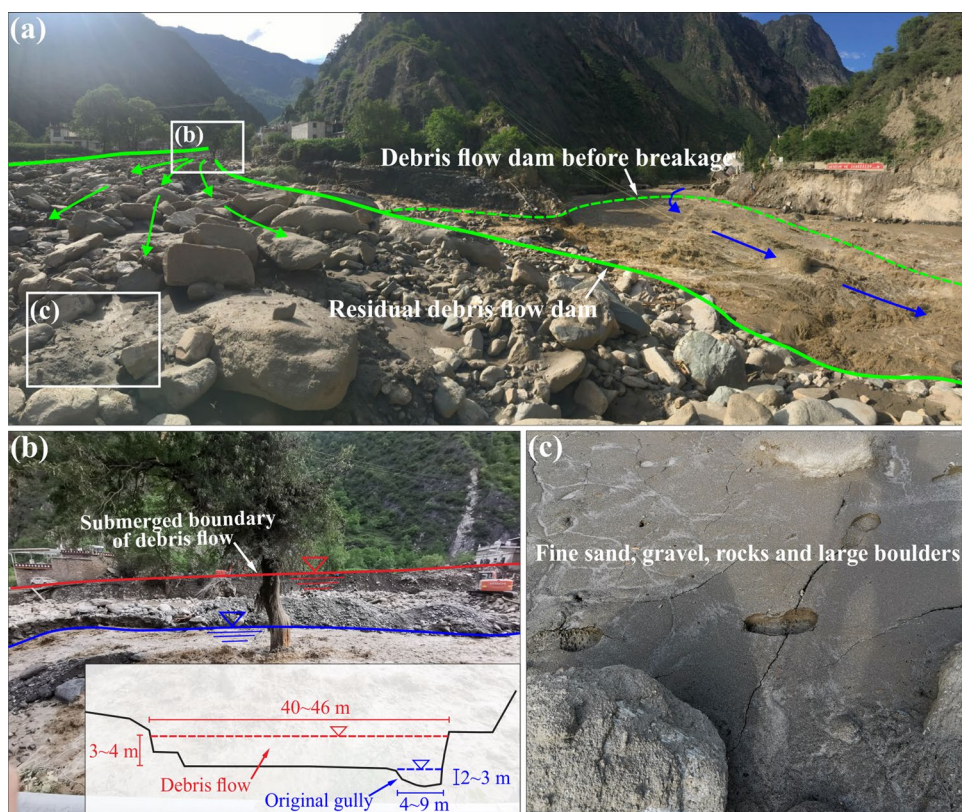 (a)
(b)
Debris flow dam before breakage
(c)
Residual debris flow dam
(b)
Submerged boundary
of debris flow
40~46 m
3~4 m
Debris flow
2~3 m
Original gully
4~9 m
(c)
Fine sand, gravel, rocks and large boulders